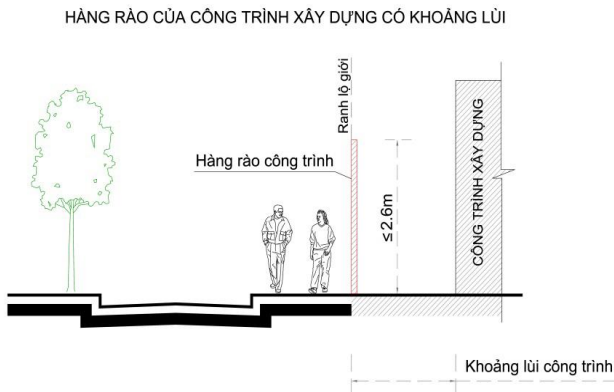 HÀNG RÀO CỦA CÔNG TRÌNH XÂY DỰNG CÓ KHOẢNG LÙI
Ranh lộ giới
Hàng rào công trình
≤2.6m
CÔNG TRÌNH XÂY DỰNG
Khoảng lùi công trình